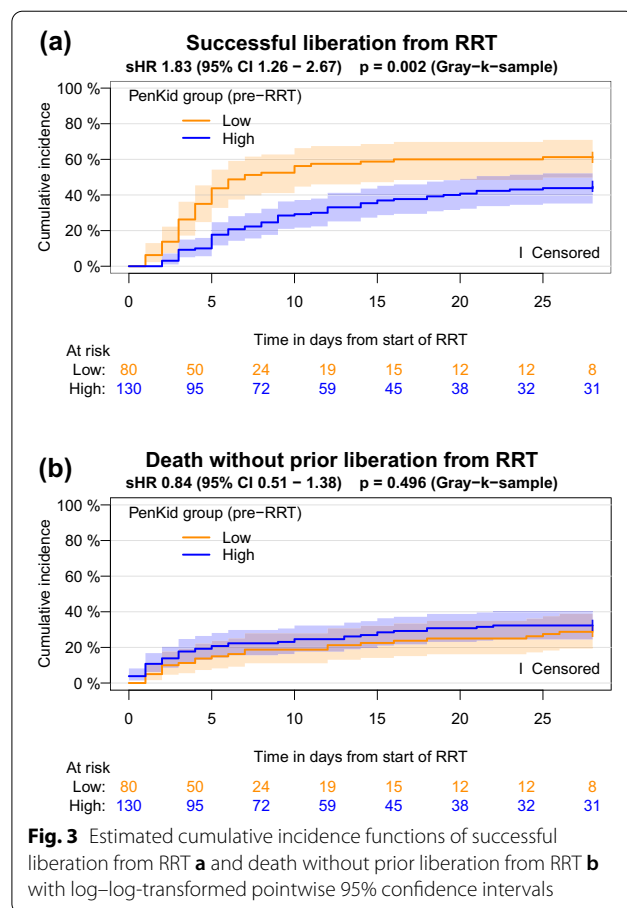 (a) Successful liberation from RRT
sHR 1.83 (95% CI 1.26 − 2.67) p = 0.002 (Gray−k−sample)
100 %
80 %
60 %
40 %
20 %
0 %
Cumulative incidence
PenKid group (pre−RRT)
Low
High
I Censored
0 5 10 15 20 25
Time in days from start of RRT
At risk
Low: 80 50 24 19 15 12 12 8
High: 130 95 72 59 45 38 32 31
(b) Death without prior liberation from RRT
sHR 0.84 (95% CI 0.51 − 1.38) p = 0.496 (Gray−k−sample)
100 %
80 %
60 %
40 %
20 %
0 %
Cumulative incidence
PenKid group (pre−RRT)
Low
High
I Censored
0 5 10 15 20 25
Time in days from start of RRT
At risk
Low: 80 50 24 19 15 12 12 8
High: 130 95 72 59 45 38 32 31
Fig. 3 Estimated cumulative incidence functions of successful
liberation from RRT a and death without prior liberation from RRT b
with log–log-transformed pointwise 95% confidence intervals